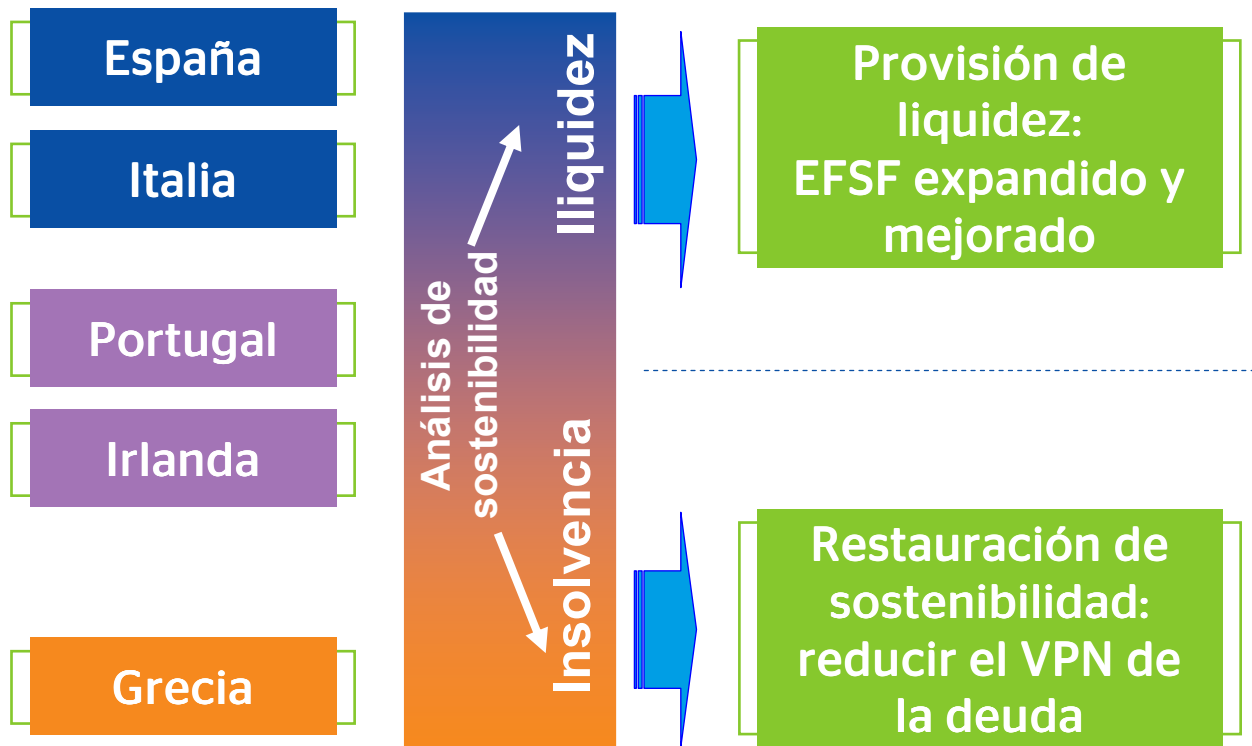 España
Italia
Portugal
Irlanda
Grecia
Análisis de
sostenibilidad
Iliquidez
Insolvencia
Provisión de
liquidez:
EFSF expandido y
mejorado
Restauración de
sostenibilidad:
reducir el VPN de
la deuda